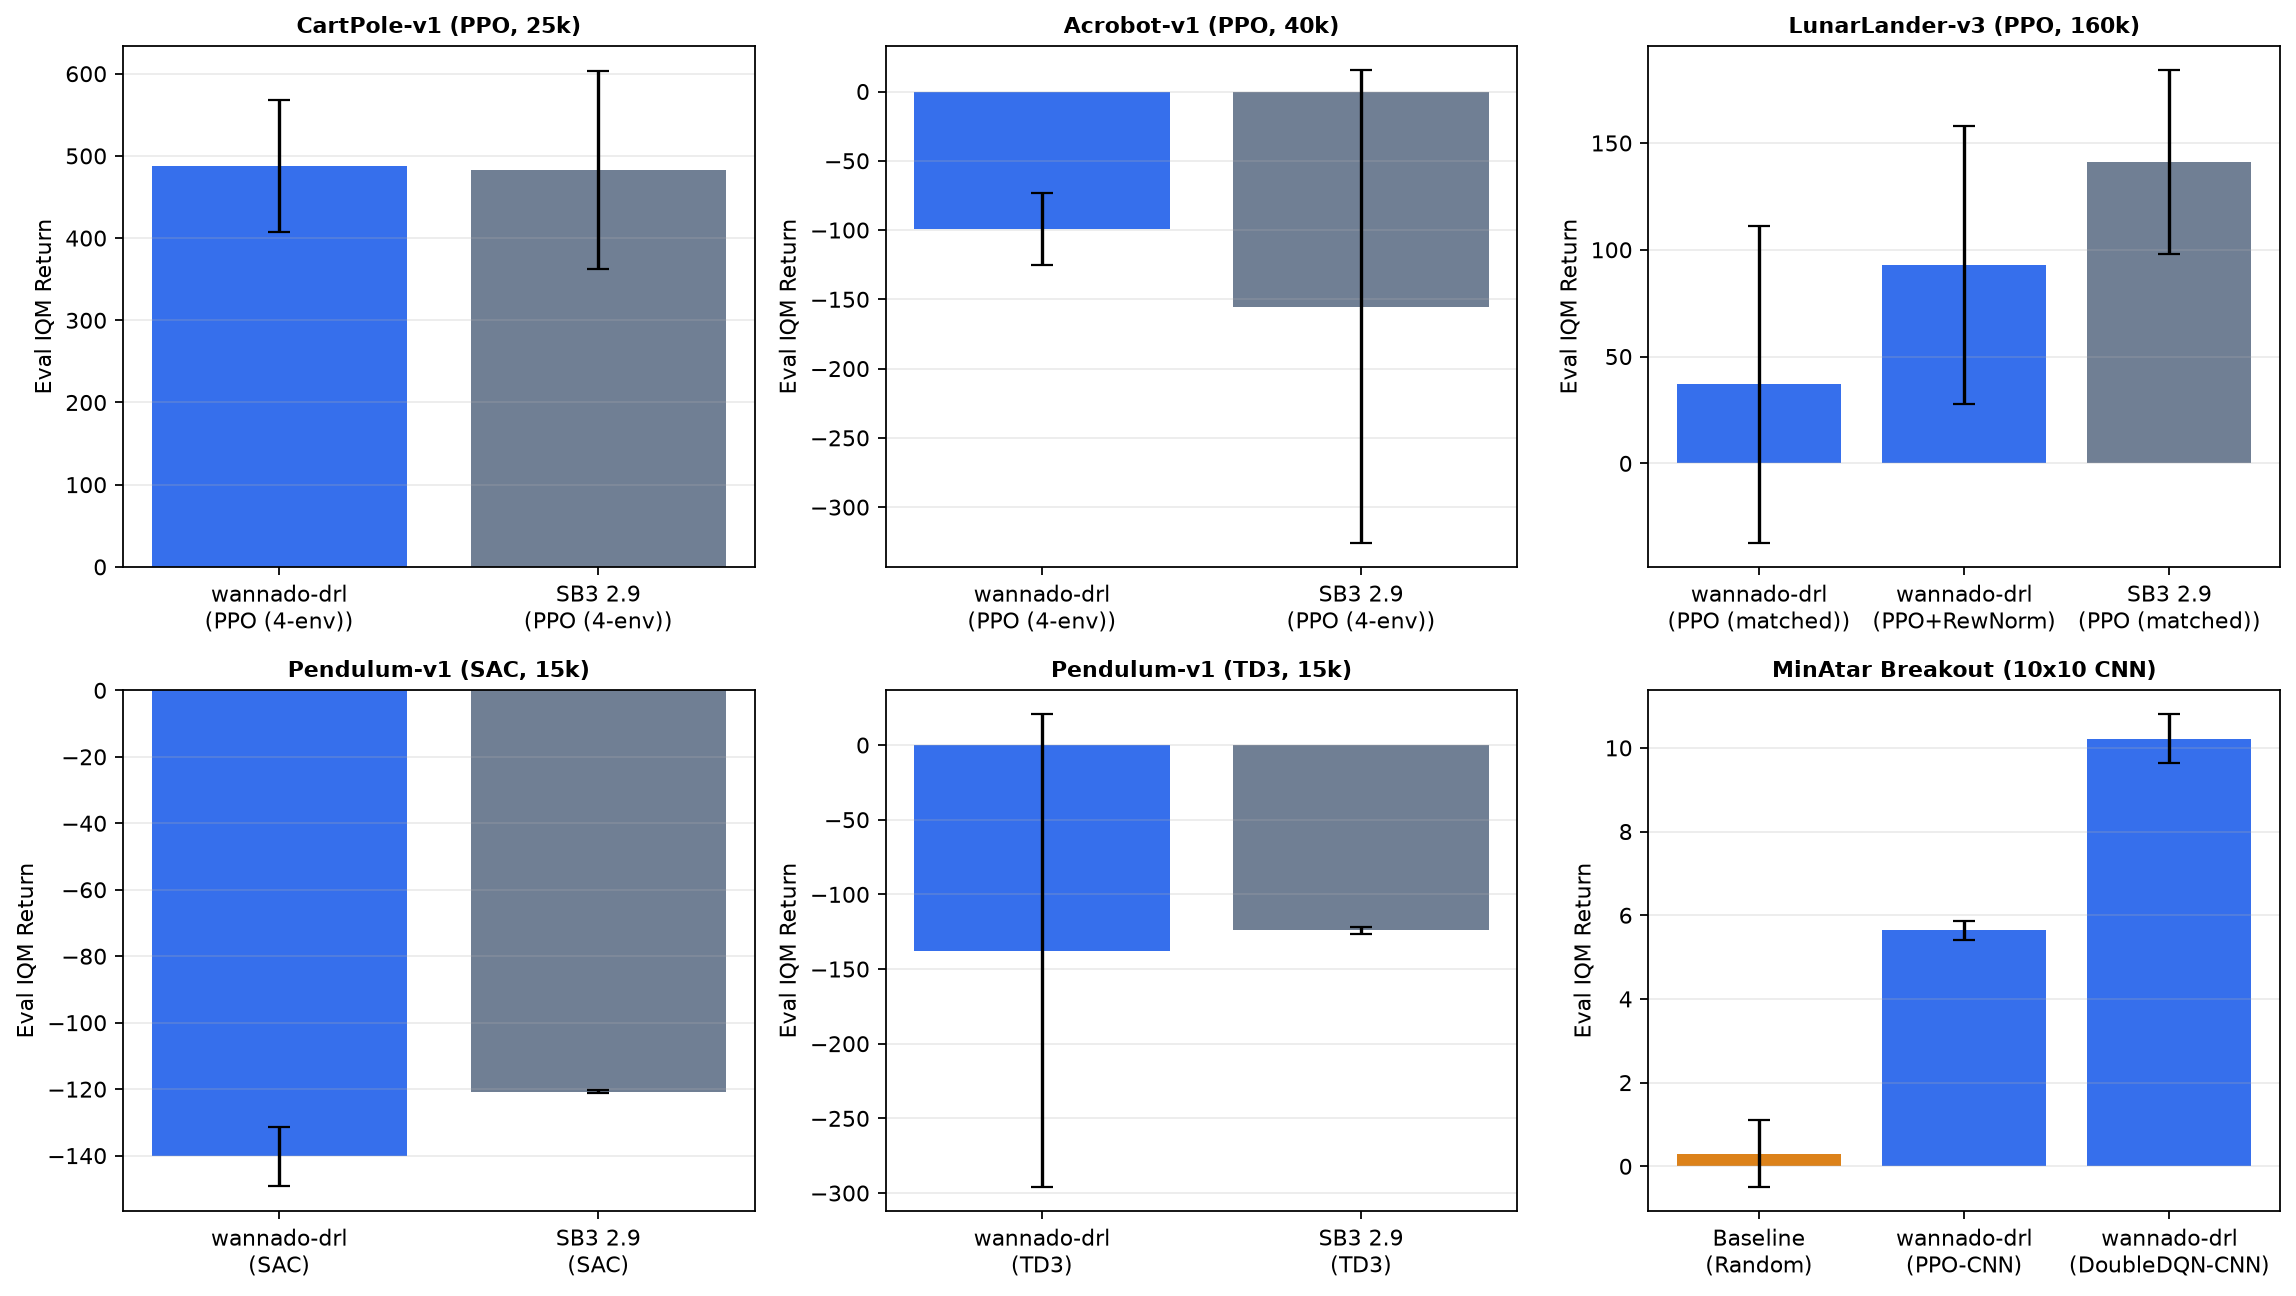 CartPole-v1 (PPO, 25k)
Eval IQM Return
600
500
400
300
200
100
0
wannado-drl
(PPO (4-env))
SB3 2.9
(PPO (4-env))
Acrobot-v1 (PPO, 40k)
Eval IQM Return
0
−50
−100
−150
−200
−250
−300
wannado-drl
(PPO (4-env))
SB3 2.9
(PPO (4-env))
LunarLander-v3 (PPO, 160k)
Eval IQM Return
150
100
50
0
wannado-drl
(PPO (matched))
wannado-drl
(PPO+RewNorm)
SB3 2.9
(PPO (matched))
Pendulum-v1 (SAC, 15k)
Eval IQM Return
0
−20
−40
−60
−80
−100
−120
−140
wannado-drl
(SAC)
SB3 2.9
(SAC)
Pendulum-v1 (TD3, 15k)
Eval IQM Return
0
−50
−100
−150
−200
−250
−300
wannado-drl
(TD3)
SB3 2.9
(TD3)
MinAtar Breakout (10x10 CNN)
Eval IQM Return
10
8
6
4
2
0
Baseline
(Random)
wannado-drl
(PPO-CNN)
wannado-drl
(DoubleDQN-CNN)